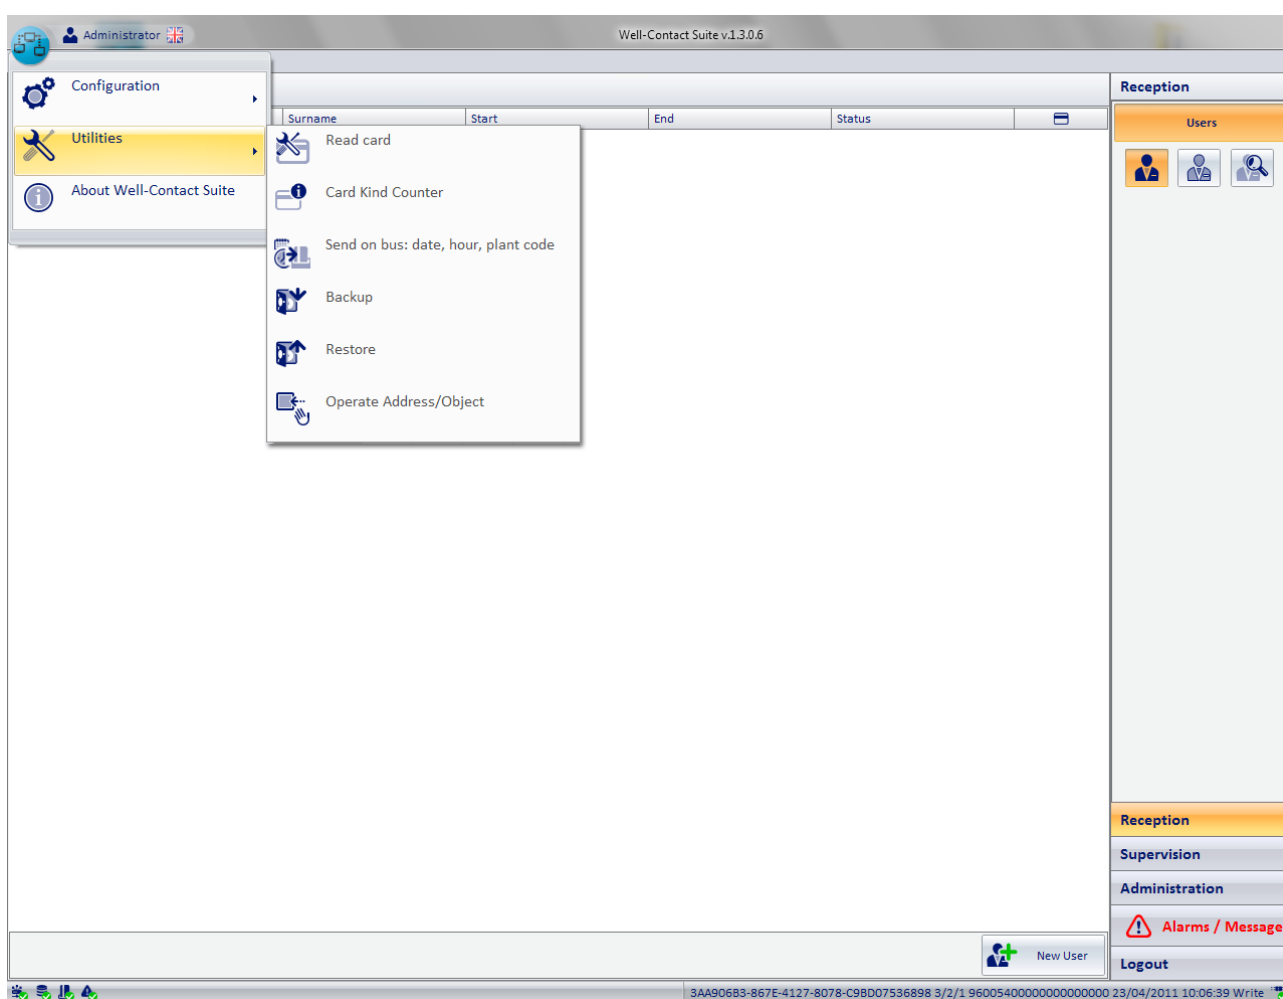 Administrator
Well-Contact Suite v.1.3.0.6
Configuration
Utilities
About Well-Contact Suite
Surname Start End Status
Read card
Card Kind Counter
Send on bus: date, hour, plant code
Backup
Restore
Operate Address/Object
Reception
Users
Reception
Supervision
Administration
Alarms / Message
Logout
New User
3AA906B3-867E-4127-8078-C9BD07536898 3/2/1 96005400000000000000 23/04/2011 10:06:39 Write